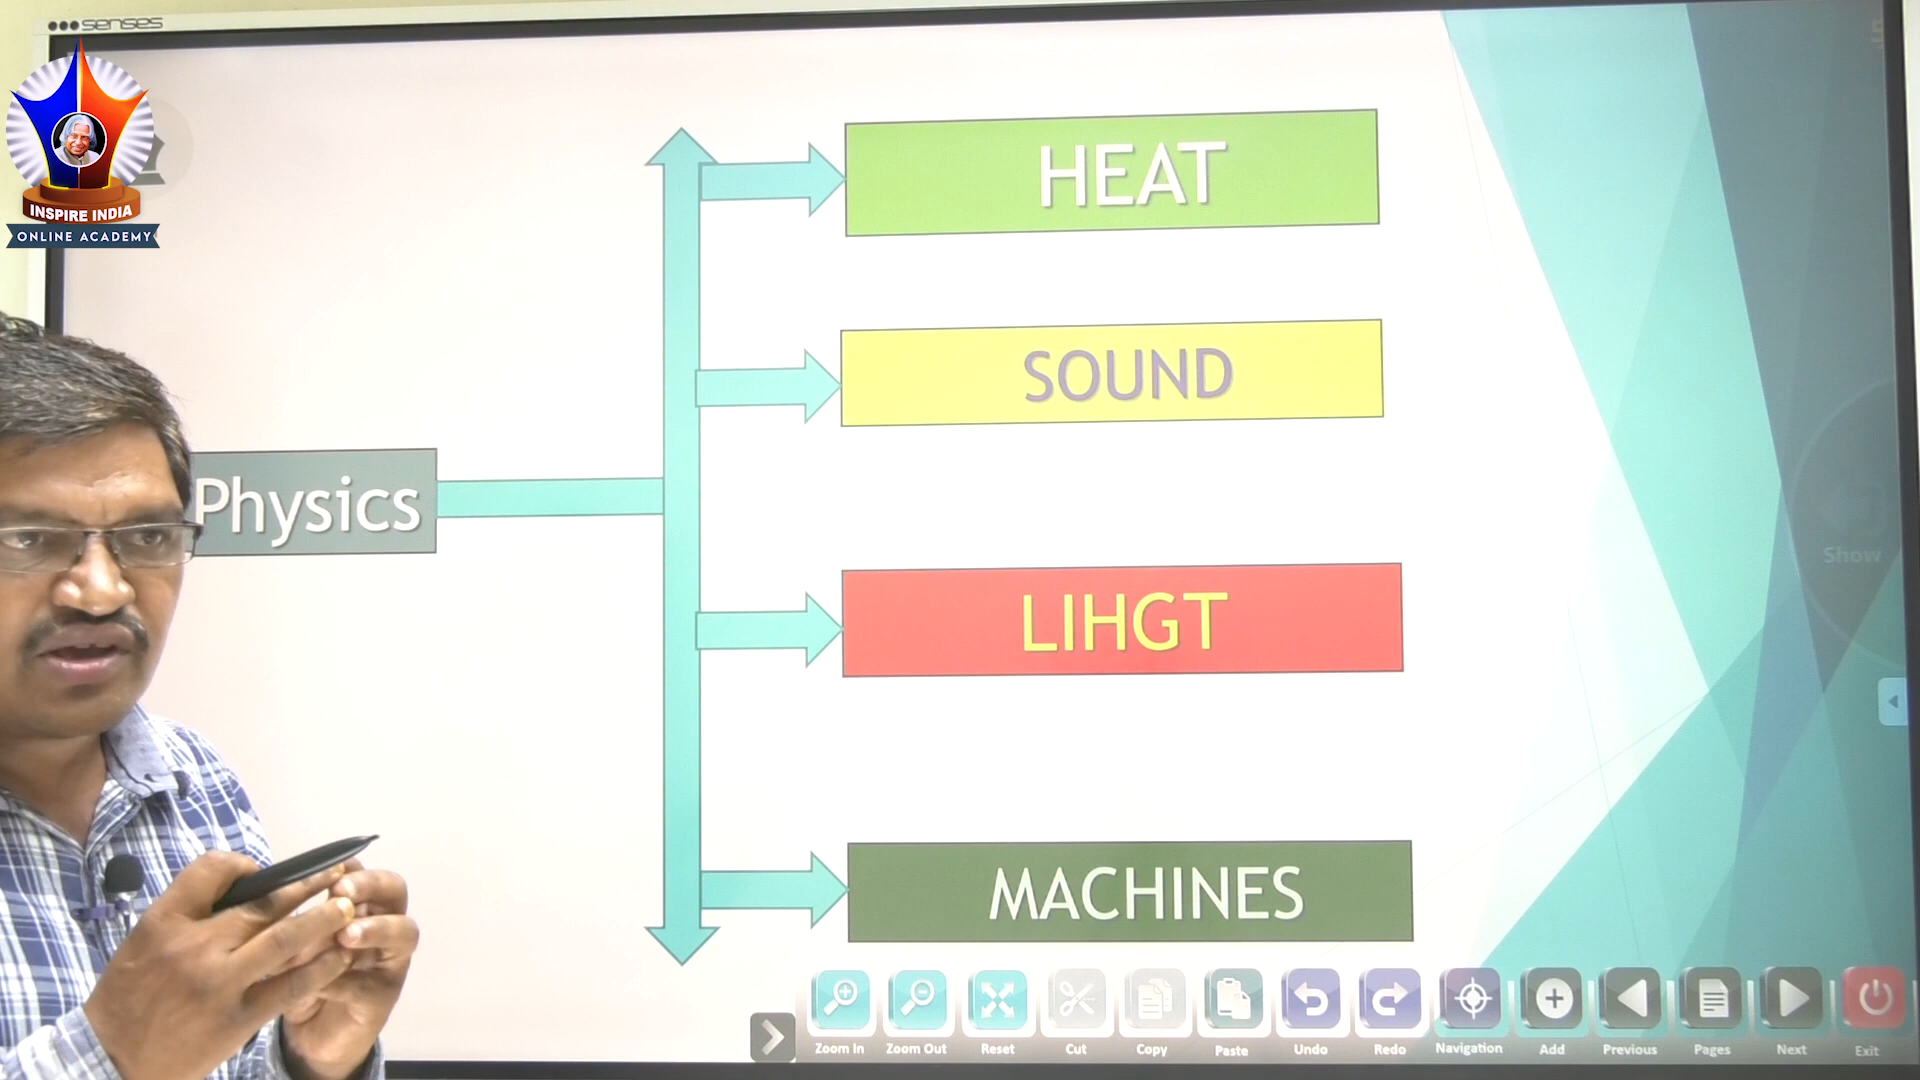 senses
INSPIRE INDIA
ONLINE ACADEMY
HEAT
SOUND
Physics
LIHGT
MACHINES
Show
Zoom In
Zoom Out
Reset
Cut
Copy
Paste
Undo
Redo
Navigation
Add
Previous
Pages
Next
Exit